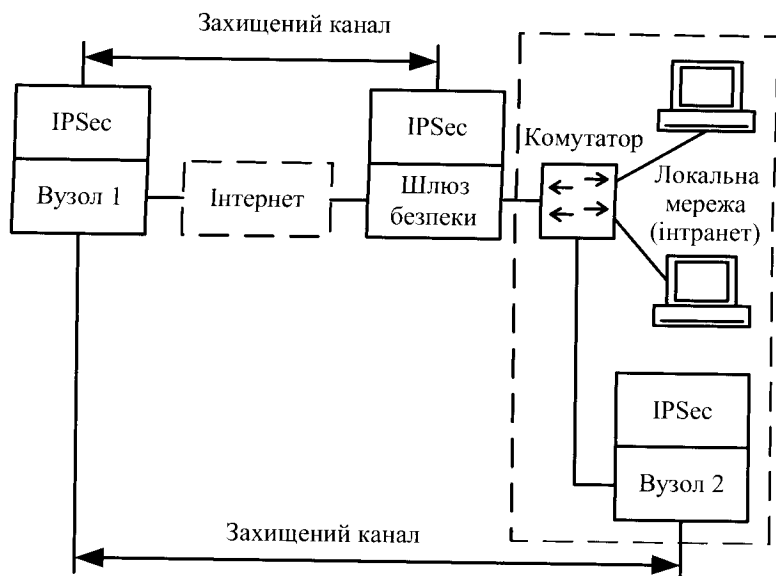 Захищений канал
IPSec
Вузол 1
Інтернет
IPSec
Шлюз
безпеки
Комутатор
Локальна
мережа
(інтранет)
IPSec
Вузол 2
Захищений канал